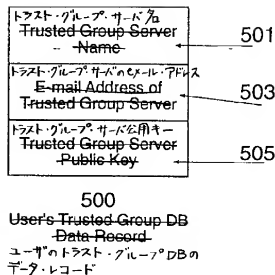 トラスト・グループ・サーバ名
Trusted Group Server
Name
501
トラスト・グループ・サーバのeメール・アドレス
E-mail Address of
Trusted Group Server
503
トラスト・グループ・サーバ公用キー
Trusted Group Server
Public Key
505
500
User's Trusted Group DB
Data Record
ユーザのトラスト・グループDBの
データ・レコード